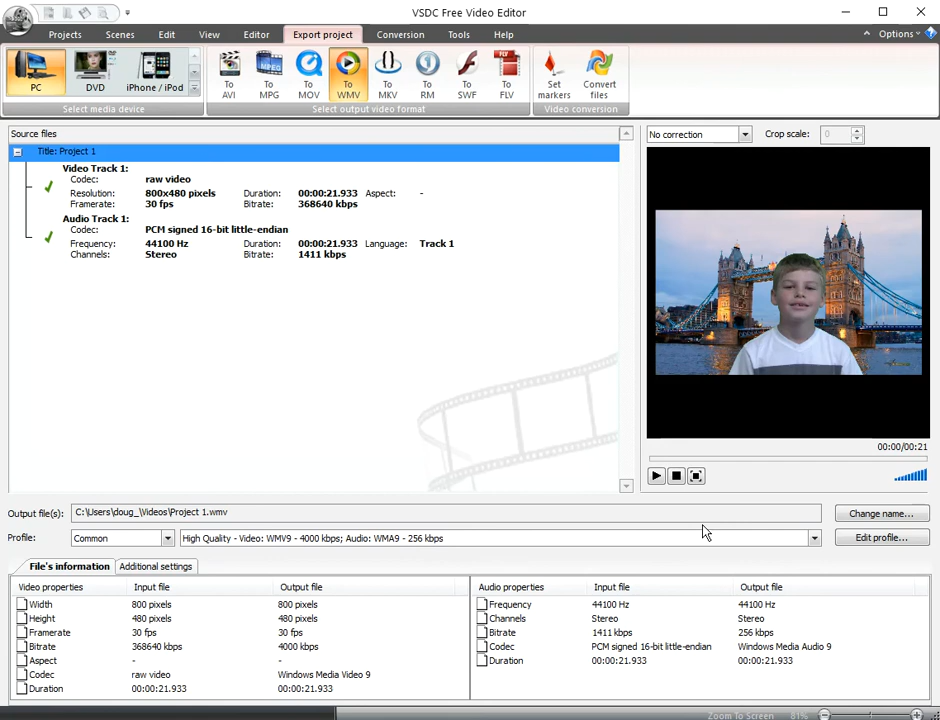 VSDC Free Video Editor
Projects Scenes Edit View Editor Export project Conversion Tools Help Options
PC DVD iPhone / iPod To AVI To MPG To MOV To WMV To MKV To RM To SWF To FLV Set markers Convert files
Select media device Select output video format Video conversion
Source files No correction Crop scale: 0
Title: Project 1
Video Track 1:
Codec: raw video
Resolution: 800x480 pixels Duration: 00:00:21.933 Aspect: -
Framerate: 30 fps Bitrate: 368640 kbps
Audio Track 1:
Codec: PCM signed 16-bit little-endian
Frequency: 44100 Hz Duration: 00:00:21.933 Language: Track 1
Channels: Stereo Bitrate: 1411 kbps
00:00/00:21
Output file(s): C:\Users\doug_\Videos\Project 1.wmv Change name...
Profile: Common High Quality - Video: WMV9 - 4000 kbps; Audio: WMA9 - 256 kbps Edit profile...
File's information Additional settings
Video properties Input file Output file Audio properties Input file Output file
Width 800 pixels 800 pixels Frequency 44100 Hz 44100 Hz
Height 480 pixels 480 pixels Channels Stereo Stereo
Framerate 30 fps 30 fps Bitrate 1411 kbps 256 kbps
Bitrate 368640 kbps 4000 kbps Codec PCM signed 16-bit little-endian Windows Media Audio 9
Aspect - - Duration 00:00:21.933 00:00:21.933
Codec raw video Windows Media Video 9
Duration 00:00:21.933 00:00:21.933
Zoom To Screen 81%